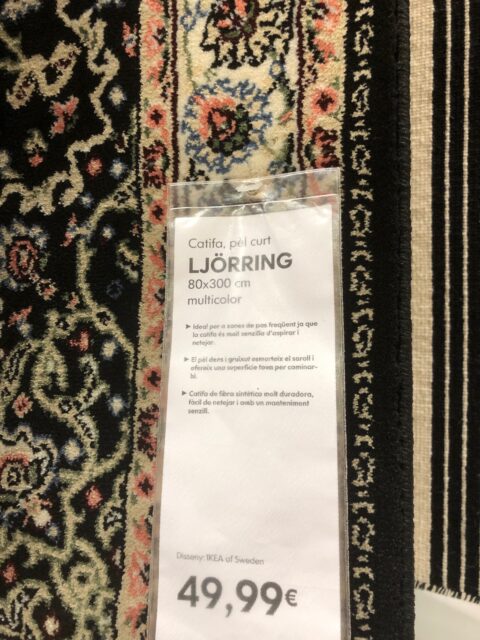 Catifa, pèl curt
LJÖRRING
80x300 cm
multicolor
Ideal per a zones de pas freqüent ja que
la catifa és molt senzilla d'aspirar i
netejar.
El pèl dens i gruixut esmorteix el soroll i
ofereix una superfície tova per caminar-
hi.
Catifa de fibra sintètica molt duradora,
fàcil de netejar i amb un manteniment
senzill.
Disseny: IKEA of Sweden
49,99€